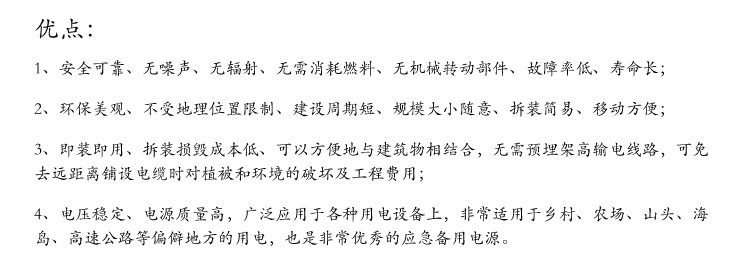 优点：
1、安全可靠、无噪声、无辐射、无需消耗燃料、无机械转动部件、故障率低、寿命长；
2、环保美观、不受地理位置限制、建设周期短、规模大小随意、拆装简易、移动方便；
3、即装即用、拆装损毁成本低、可以方便地与建筑物相结合，无需预埋架高输电线路，可免
去远距离铺设电缆时对植被和环境的破坏及工程费用；
4、电压稳定、电源质量高，广泛应用于各种用电设备上，非常适用于乡村、农场、山头、海
岛、高速公路等偏僻地方的用电，也是非常优秀的应急备用电源。